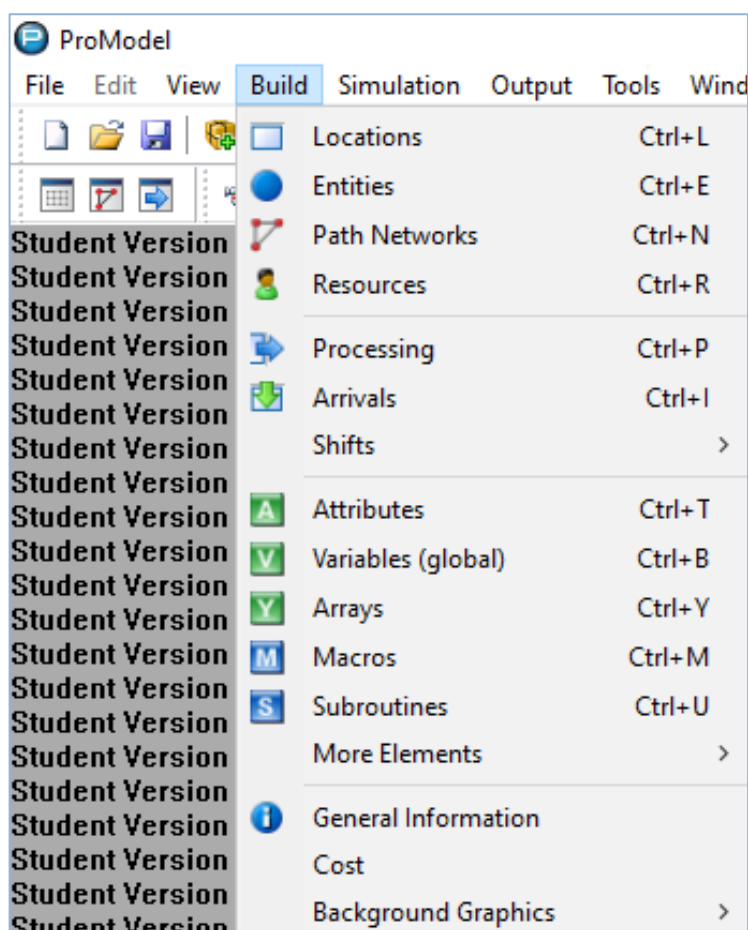 ProModel
File Edit View Build Simulation Output Tools Wind
Locations Ctrl+L
Entities Ctrl+E
Student Version Path Networks Ctrl+N
Student Version Resources Ctrl+R
Student Version
Student Version Processing Ctrl+P
Student Version Arrivals Ctrl+I
Student Version
Student Version Shifts
Student Version
Student Version Attributes Ctrl+T
Student Version Variables (global) Ctrl+B
Student Version
Student Version Arrays Ctrl+Y
Student Version Macros Ctrl+M
Student Version Subroutines Ctrl+U
Student Version
Student Version More Elements
Student Version
Student Version General Information
Student Version Cost
Student Version
Student Version Background Graphics
A
V
Y
M
S